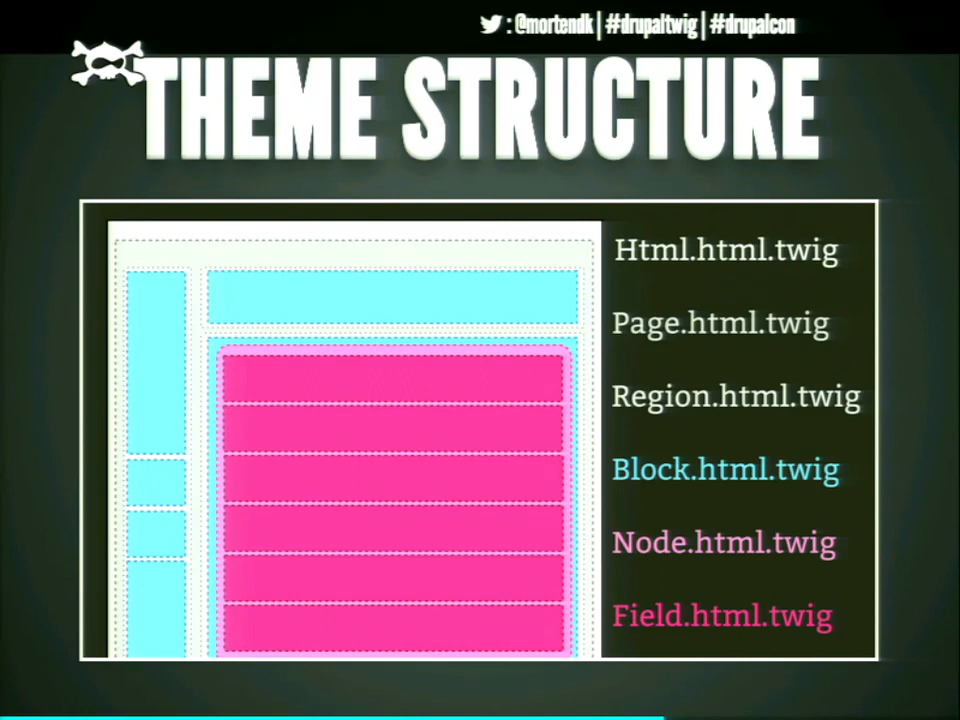 : @mortendk | #drupaltwig | #drupalcon
THEME STRUCTURE
Html.html.twig
Page.html.twig
Region.html.twig
Block.html.twig
Node.html.twig
Field.html.twig